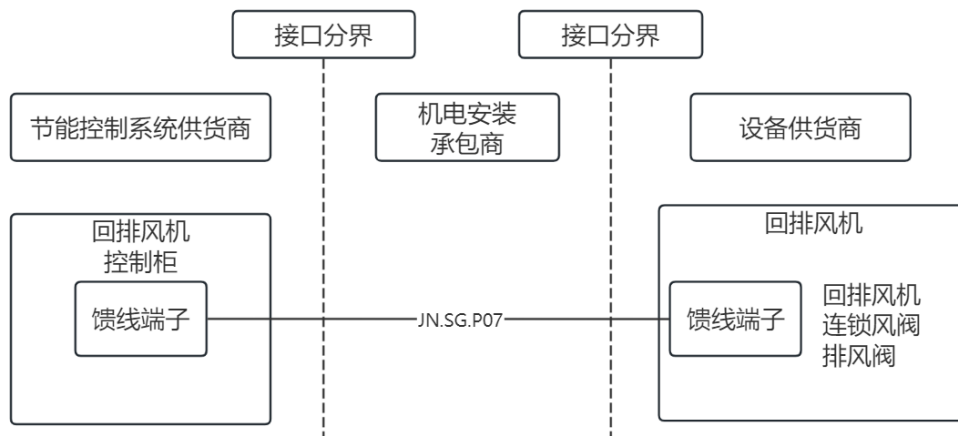 接口分界
接口分界
节能控制系统供货商
机电安装
承包商
设备供货商
回排风机
控制柜
馈线端子
JN.SG.P07
回排风机
馈线端子
回排风机
连锁风阀
排风阀